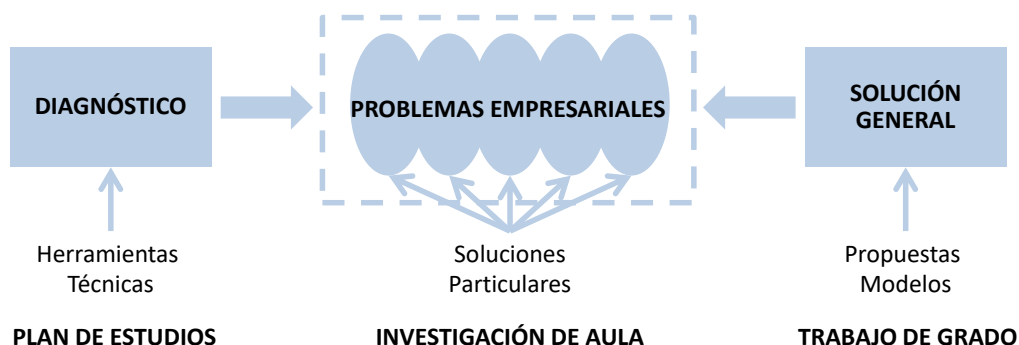 DIAGNÓSTICO
PROBLEMAS EMPRESARIALES
SOLUCIÓN
GENERAL
Herramientas
Técnicas
Soluciones
Particulares
Propuestas
Modelos
PLAN DE ESTUDIOS
INVESTIGACIÓN DE AULA
TRABAJO DE GRADO